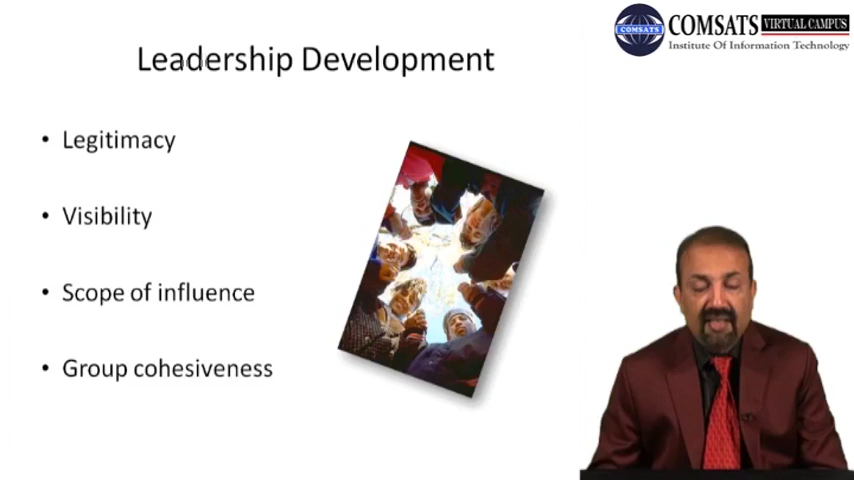 COMSATS VIRTUAL CAMPUS
COMSATS
Institute Of Information Technology
Leadership Development
• Legitimacy
• Visibility
• Scope of influence
• Group cohesiveness